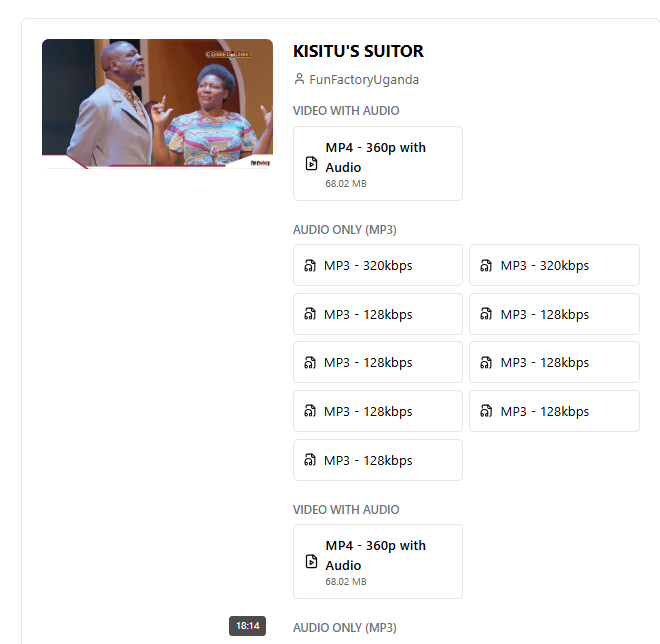 KISITU'S SUITOR
FunFactoryUganda
VIDEO WITH AUDIO
MP4 - 360p with
Audio
68.02 MB
AUDIO ONLY (MP3)
MP3 - 320kbps
MP3 - 320kbps
MP3 - 128kbps
MP3 - 128kbps
MP3 - 128kbps
MP3 - 128kbps
MP3 - 128kbps
MP3 - 128kbps
MP3 - 128kbps
VIDEO WITH AUDIO
MP4 - 360p with
Audio
68.02 MB
18:14
AUDIO ONLY (MP3)